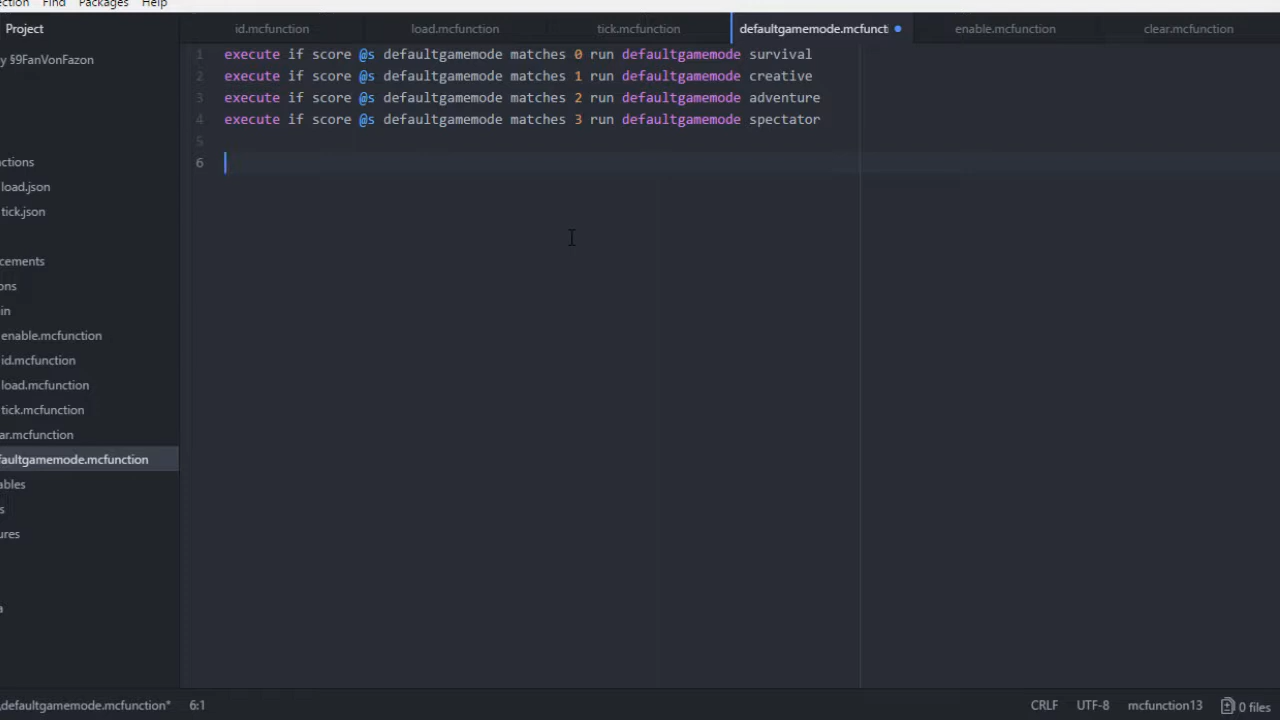 ection Find Packages Help
Project
y §9FanVonFazon
nctions
load.json
tick.json
cements
ons
in
enable.mcfunction
id.mcfunction
load.mcfunction
tick.mcfunction
ar.mcfunction
faultgamemode.mcfunction
ables
s
ures
a
id.mcfunction load.mcfunction tick.mcfunction defaultgamemode.mcfuncti enable.mcfunction clear.mcfunction
1 execute if score @s defaultgamemode matches 0 run defaultgamemode survival
2 execute if score @s defaultgamemode matches 1 run defaultgamemode creative
3 execute if score @s defaultgamemode matches 2 run defaultgamemode adventure
4 execute if score @s defaultgamemode matches 3 run defaultgamemode spectator
5
6
.defaultgamemode.mcfunction* 6:1 CRLF UTF-8 mcfunction13 0 files